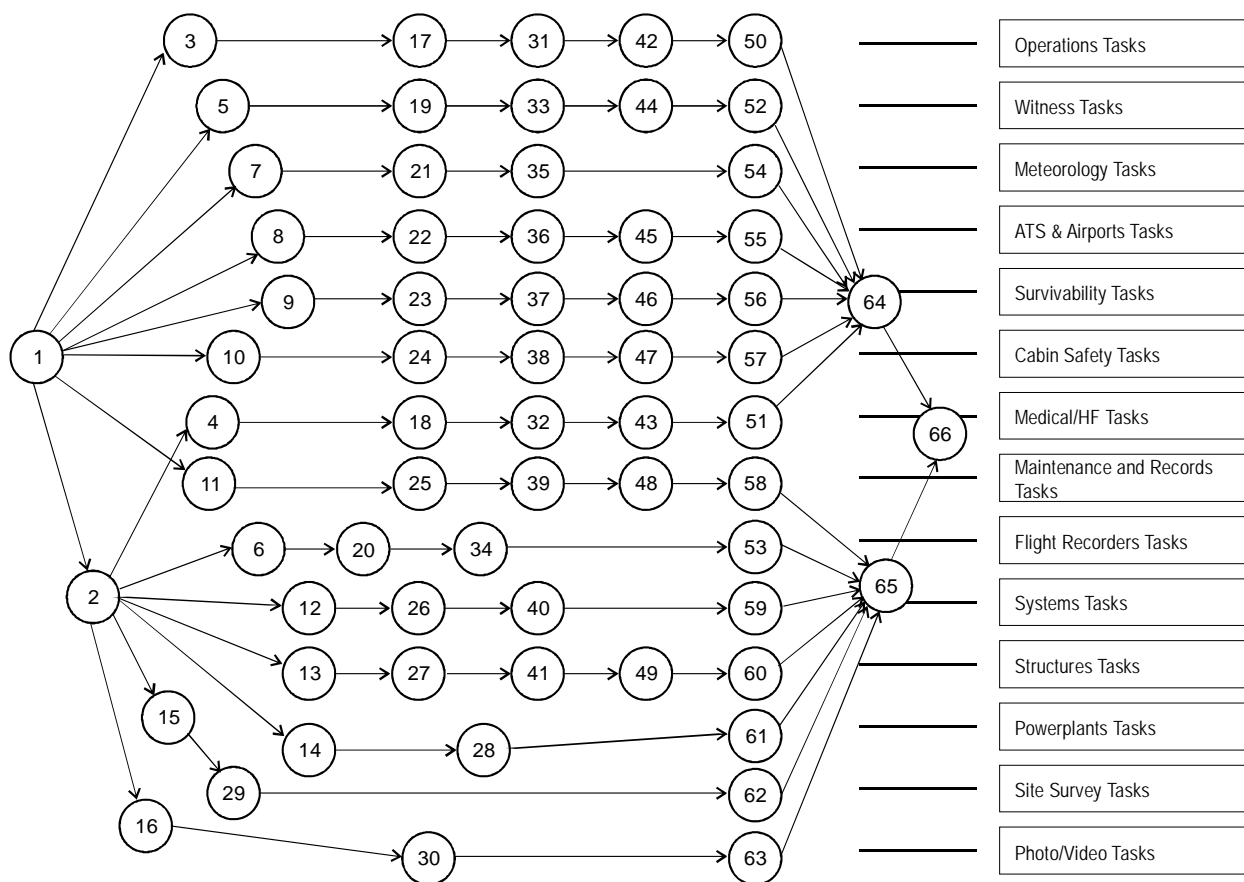 3 17 31 42 50 Operations Tasks
5 19 33 44 52 Witness Tasks
7 21 35 54 Meteorology Tasks
8 22 36 45 55 ATS & Airports Tasks
9 23 37 46 56 64 Survivability Tasks
1 10 24 38 47 57 Cabin Safety Tasks
4 18 32 43 51 66 Medical/HF Tasks
11 25 39 48 58 Maintenance and Records
Tasks
6 20 34 53 Flight Recorders Tasks
2 12 26 40 59 65 Systems Tasks
13 27 41 49 60 Structures Tasks
15 14 28 61 Powerplants Tasks
29 62 Site Survey Tasks
16 30 63 Photo/Video Tasks